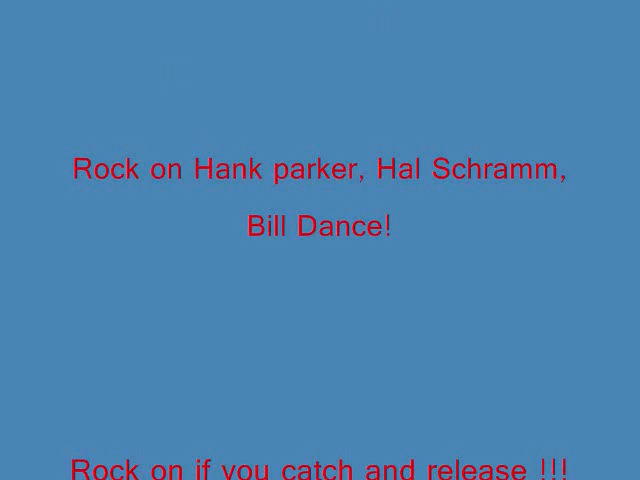 Rock on Hank parker, Hal Schramm,
Bill Dance!
Rock on if you catch and release !!!